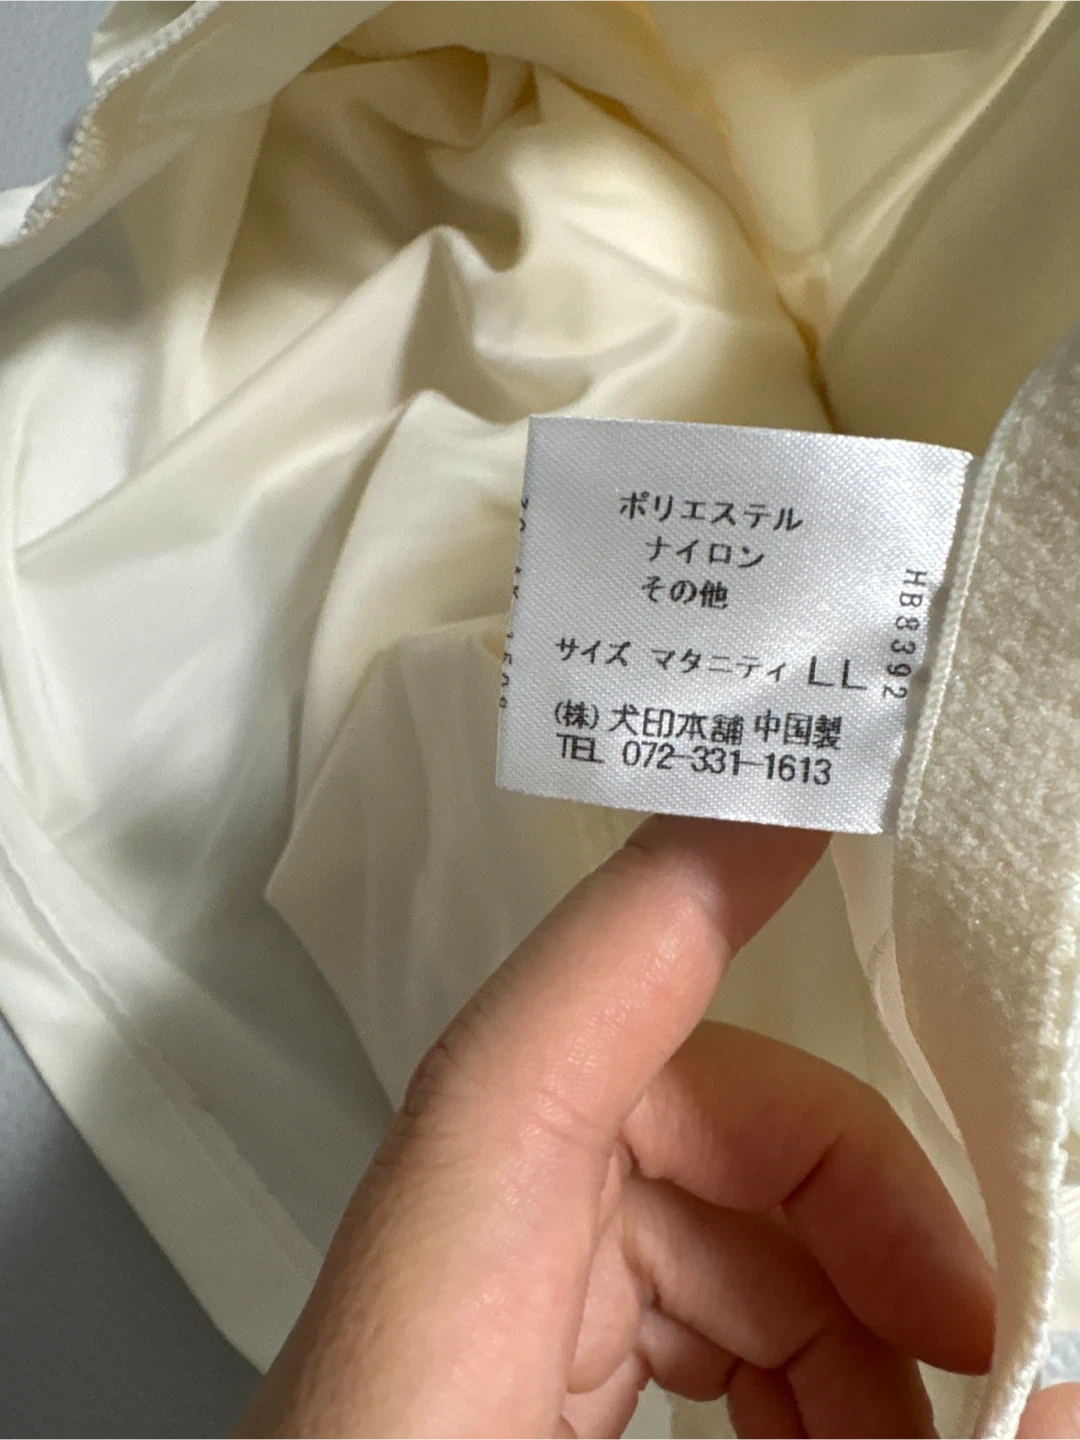 ポリエステル
ナイロン
その他
サイズ マタニティ LL
(株) 犬印本舗 中国製
TEL 072-331-1613
HB8392